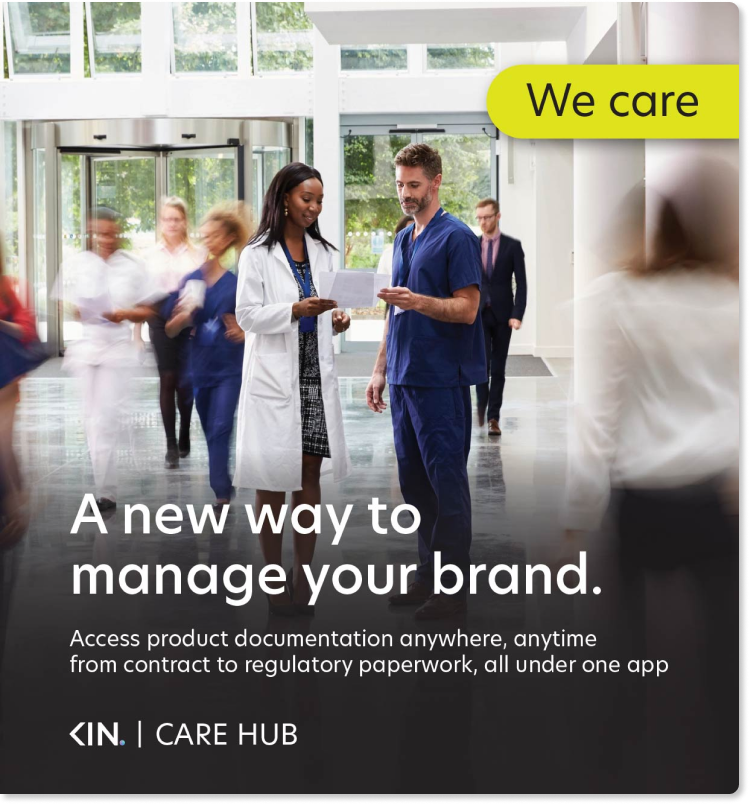 We care
A new way to
manage your brand.
Access product documentation anywhere, anytime
from contract to regulatory paperwork, all under one app
KIN. | CARE HUB